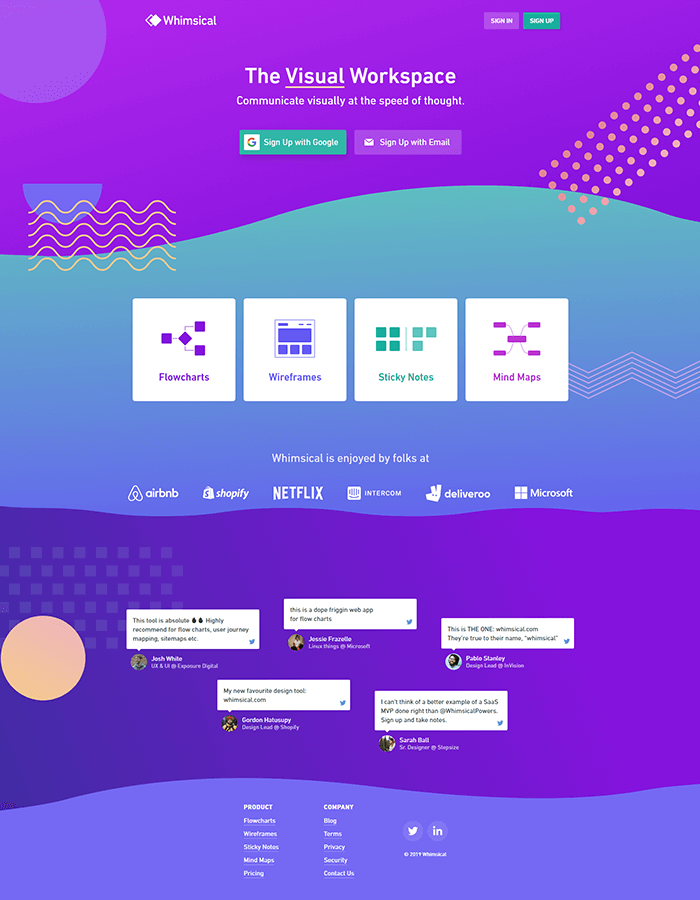 Whimsical
SIGN IN
SIGN UP
The Visual Workspace
Communicate visually at the speed of thought.
Sign Up with Google
Sign Up with Email
Flowcharts
Wireframes
Sticky Notes
Mind Maps
Whimsical is enjoyed by folks at
airbnb
shopify
NETFLIX
INTERCOM
deliveroo
Microsoft
This tool is absolute 🔥🔥 Highly
recommend for flow charts, user journey
mapping, sitemaps etc.
Josh White
UX & UI @ Exposure Digital
this is a dope friggin web app
for flow charts
Jessie Frazelle
Linux things @ Microsoft
This is THE ONE: whimsical.com
They're true to their name, "whimsical"
Pablo Stanley
Design Lead @ InVision
My new favourite design tool:
whimsical.com
Gordon Hatusupy
Design Lead @ Shopify
I can't think of a better example of a SaaS
MVP done right than @WhimsicalPowers.
Sign up and take notes.
Sarah Ball
Sr. Designer @ Stepsize
PRODUCT
Flowcharts
Wireframes
Sticky Notes
Mind Maps
Pricing
COMPANY
Blog
Terms
Privacy
Security
Contact Us
© 2019 Whimsical